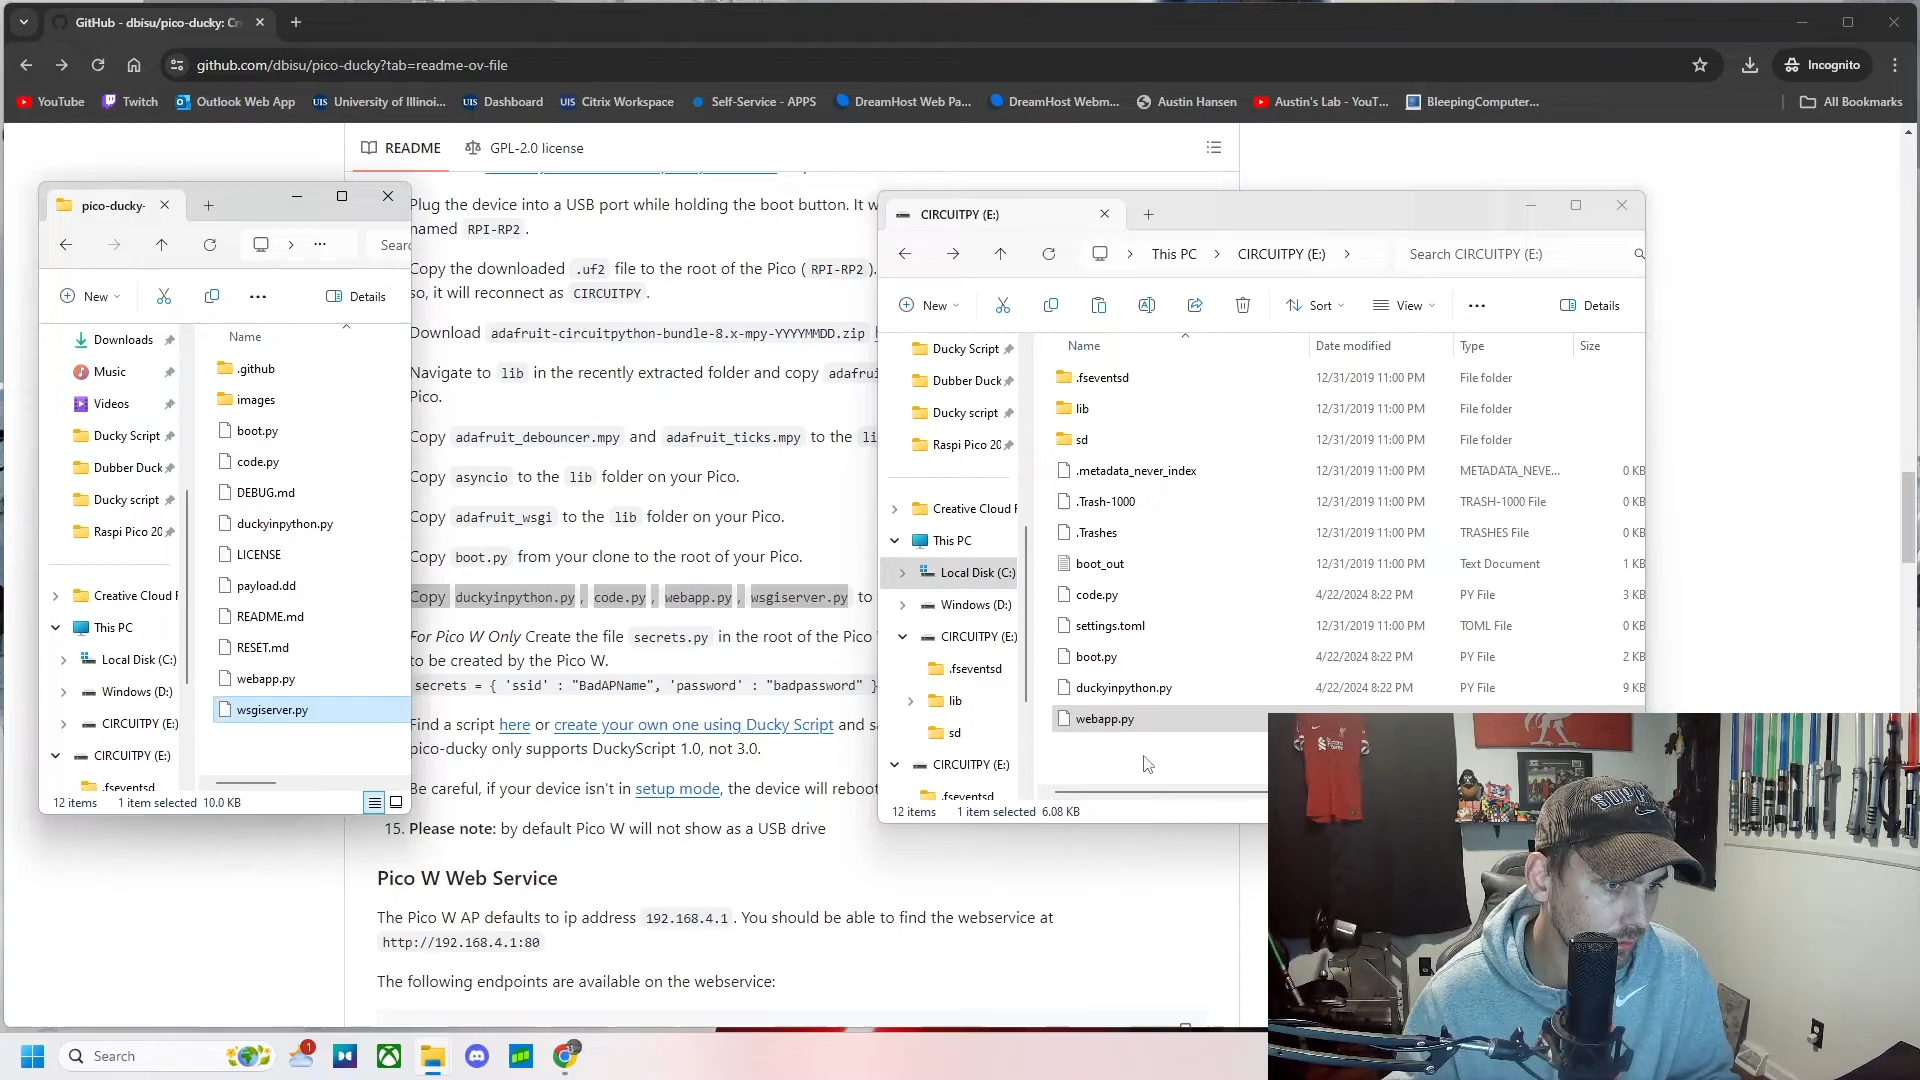 GitHub - dbisu/pico-ducky: Cr
github.com/dbisu/pico-ducky?tab=readme-ov-file
Incognito
YouTube
Twitch
Outlook Web App
UIS University of Illinoi...
UIS Dashboard
UIS Citrix Workspace
Self-Service - APPS
DreamHost Web Pa...
DreamHost Webm...
Austin Hansen
Austin's Lab - YouT...
BleepingComputer...
All Bookmarks
README
GPL-2.0 license
Plug the device into a USB port while holding the boot button. It w
named RPI-RP2 .
Copy the downloaded .uf2 file to the root of the Pico ( RPI-RP2 ).
so, it will reconnect as CIRCUITPY .
Download adafruit-circuitpython-bundle-8.x-mpy-YYYYMMDD.zip
Navigate to lib in the recently extracted folder and copy adafrui
Pico.
Copy adafruit_debouncer.mpy and adafruit_ticks.mpy to the li
Copy asyncio to the lib folder on your Pico.
Copy adafruit_wsgi to the lib folder on your Pico.
Copy boot.py from your clone to the root of your Pico.
Copy duckyinpython.py , code.py , webapp.py , wsgiserver.py to
For Pico W Only Create the file secrets.py in the root of the Pico
to be created by the Pico W.
secrets = { 'ssid' : "BadAPName", 'password' : "badpassword" }
Find a script here or create your own one using Ducky Script and sa
pico-ducky only supports DuckyScript 1.0, not 3.0.
Be careful, if your device isn't in setup mode, the device will reboot
15. Please note: by default Pico W will not show as a USB drive
Pico W Web Service
The Pico W AP defaults to ip address 192.168.4.1 . You should be able to find the webservice at
http://192.168.4.1:80
The following endpoints are available on the webservice:
pico-ducky-
Searc
New
Details
Downloads
Music
Videos
Ducky Script
Dubber Duck
Ducky script
Raspi Pico 20
Creative Cloud F
This PC
Local Disk (C:)
Windows (D:)
CIRCUITPY (E:)
CIRCUITPY (E:)
.fseventsd
Name
.github
images
boot.py
code.py
DEBUG.md
duckyinpython.py
LICENSE
payload.dd
README.md
RESET.md
webapp.py
wsgiserver.py
12 items 1 item selected 10.0 KB
CIRCUITPY (E:)
This PC
CIRCUITPY (E:)
Search CIRCUITPY (E:)
New
Sort
View
Details
Ducky Script
Dubber Duck
Ducky script
Raspi Pico 20
Creative Cloud F
This PC
Local Disk (C:)
Windows (D:)
CIRCUITPY (E:)
.fseventsd
lib
sd
CIRCUITPY (E:)
.fseventsd
Name Date modified Type Size
.fseventsd 12/31/2019 11:00 PM File folder
lib 12/31/2019 11:00 PM File folder
sd 12/31/2019 11:00 PM File folder
.metadata_never_index 12/31/2019 11:00 PM METADATA_NEVE... 0 KB
.Trash-1000 12/31/2019 11:00 PM TRASH-1000 File 0 KB
.Trashes 12/31/2019 11:00 PM TRASHES File 0 KB
boot_out 12/31/2019 11:00 PM Text Document 1 KB
code.py 4/22/2024 8:22 PM PY File 3 KB
settings.toml 12/31/2019 11:00 PM TOML File 0 KB
boot.py 4/22/2024 8:22 PM PY File 2 KB
duckyinpython.py 4/22/2024 8:22 PM PY File 9 KB
webapp.py
12 items 1 item selected 6.08 KB
Search
1